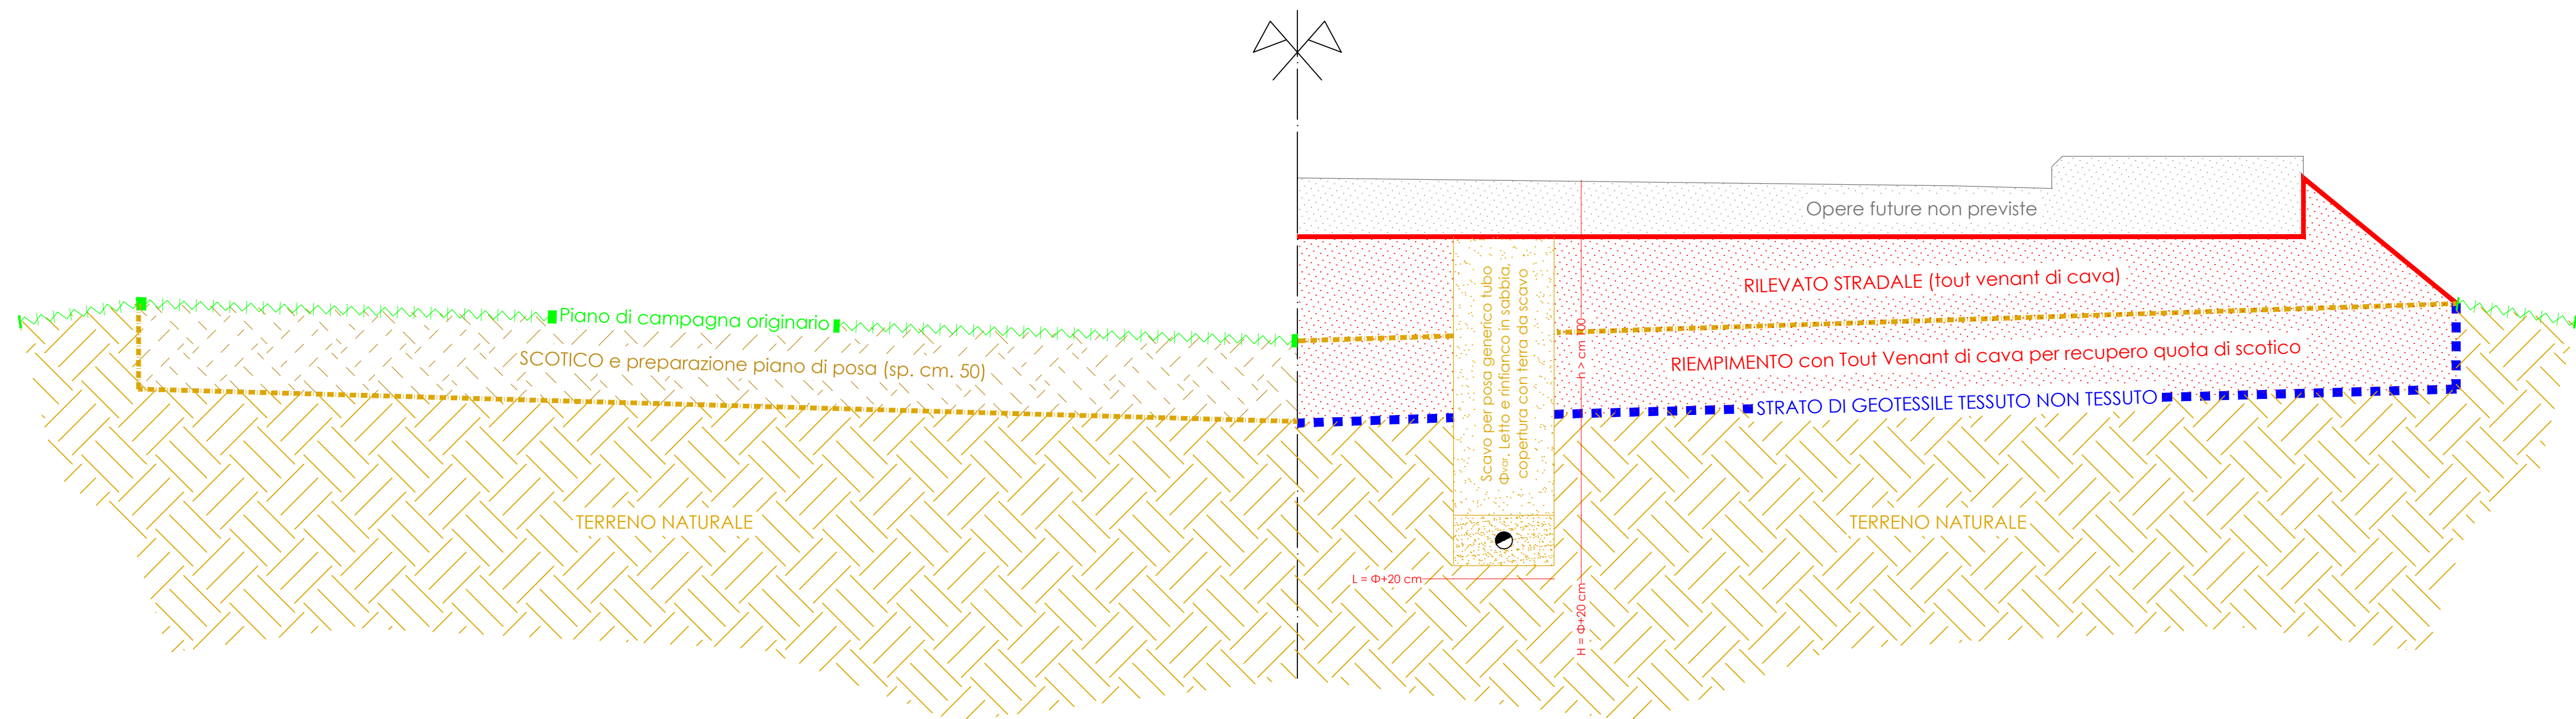 Opere future non previste
RILEVATO STRADALE (tout venant di cava)
Piano di campagna originario
SCOTICO e preparazione piano di posa (sp. cm. 50)
RIEMPIMENTO con Tout Venant di cava per recupero quota di scotico
STRATO DI GEOTESSILE TESSUTO NON TESSUTO
Scavo per posa generico tubo
Φvar. Letto e rinfianco in sabbia,
copertura con terra da scavo
h > cm 100
TERRENO NATURALE
TERRENO NATURALE
L = Φ+20 cm
H = Φ+20 cm